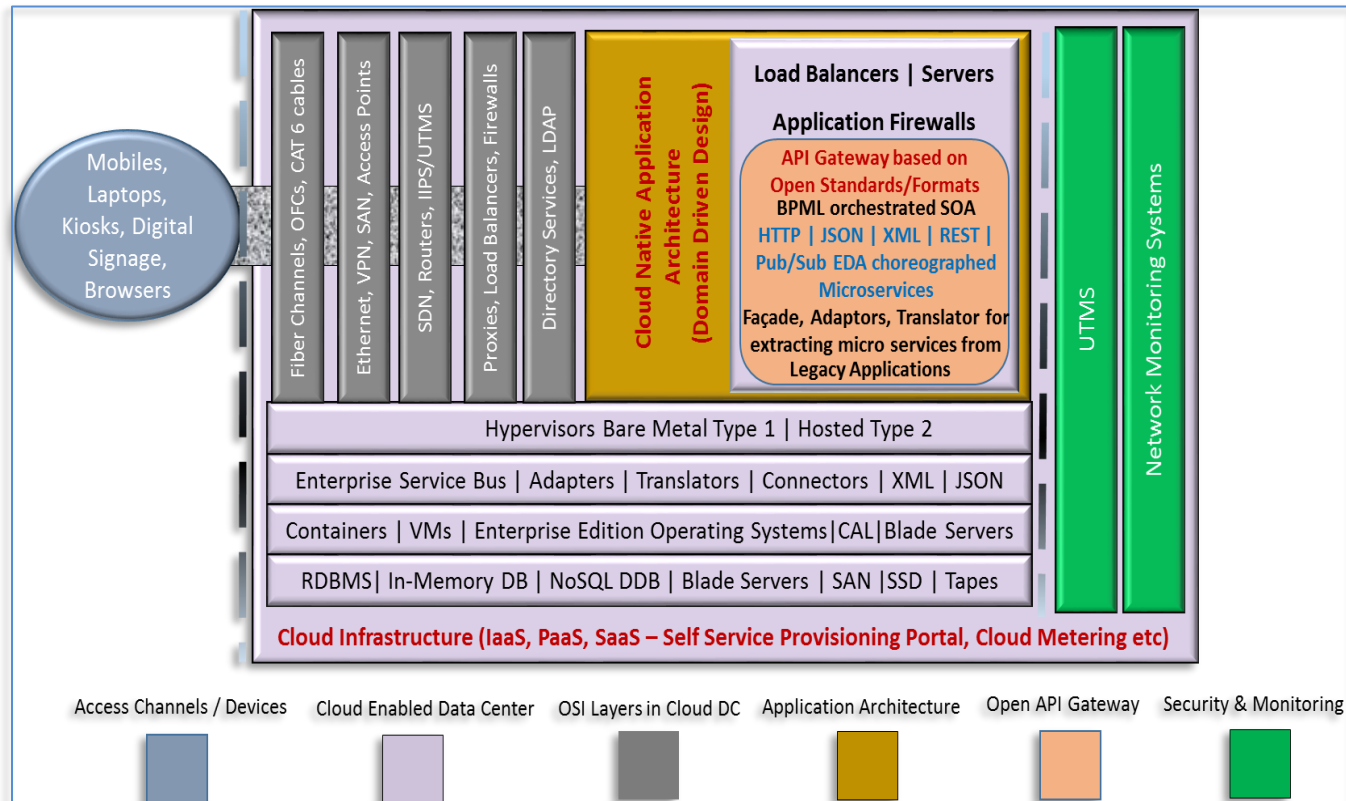 Mobiles,
Laptops,
Kiosks, Digital
Signage,
Browsers
Fiber Channels, OFCs, CAT 6 cables
Ethernet, VPN, SAN, Access Points
SDN, Routers, IIPS/UTMS
Proxies, Load Balancers, Firewalls
Directory Services, LDAP
Cloud Native Application
Architecture
(Domain Driven Design)
Load Balancers | Servers
Application Firewalls
API Gateway based on
Open Standards/Formats
BPML orchestrated SOA
HTTP | JSON | XML | REST |
Pub/Sub EDA choreographed
Microservices
Façade, Adaptors, Translator for
extracting micro services from
Legacy Applications
UTMS
Network Monitoring Systems
Hypervisors Bare Metal Type 1 | Hosted Type 2
Enterprise Service Bus | Adapters | Translators | Connectors | XML | JSON
Containers | VMs | Enterprise Edition Operating Systems|CAL|Blade Servers
RDBMS| In-Memory DB | NoSQL DDB | Blade Servers | SAN |SSD | Tapes
Cloud Infrastructure (IaaS, PaaS, SaaS – Self Service Provisioning Portal, Cloud Metering etc)
Access Channels / Devices
Cloud Enabled Data Center
OSI Layers in Cloud DC
Application Architecture
Open API Gateway
Security & Monitoring